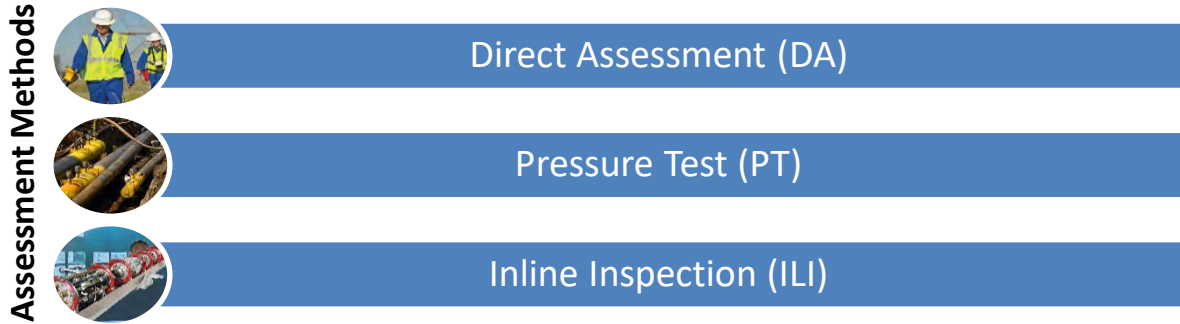 Assessment Methods
Direct Assessment (DA)
Pressure Test (PT)
Inline Inspection (ILI)